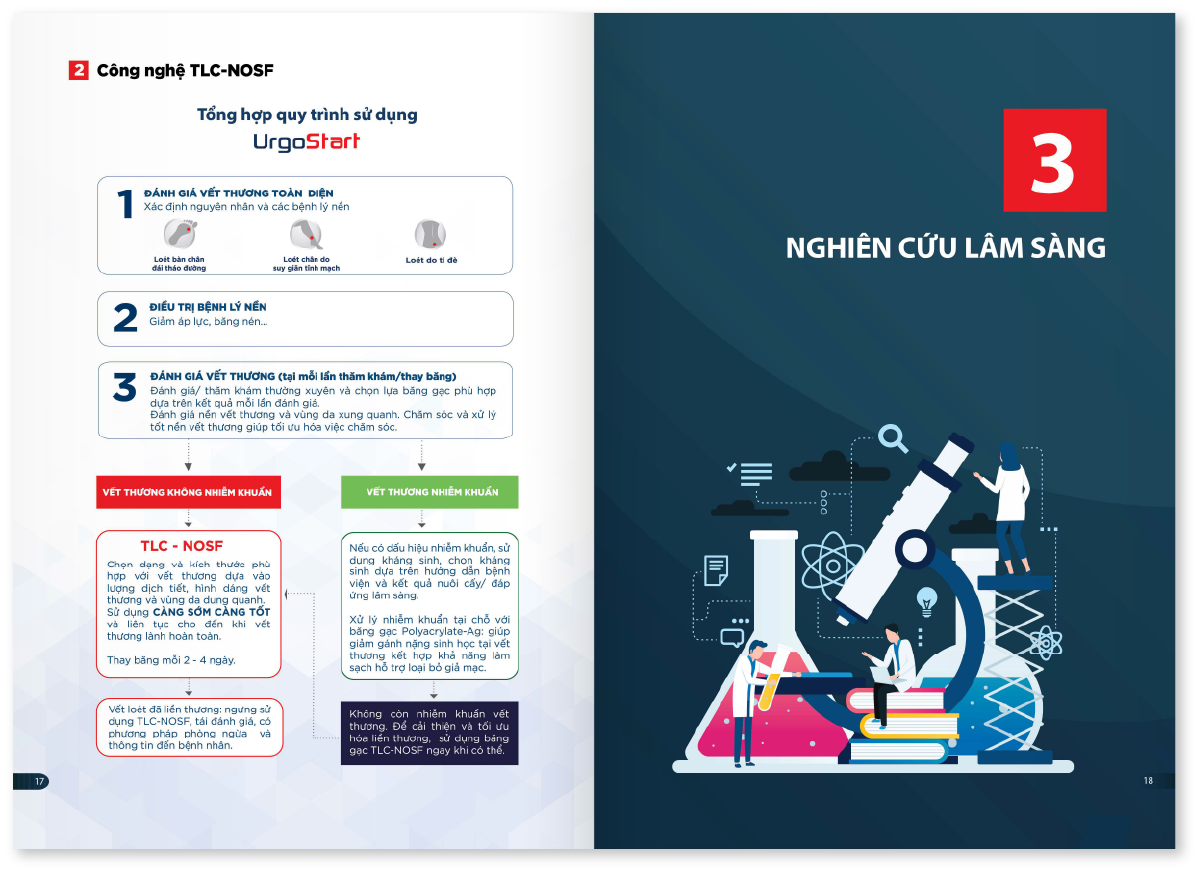 2 Công nghệ TLC-NOSF
Tổng hợp quy trình sử dụng
UrgoStart
1 ĐÁNH GIÁ VẾT THƯƠNG TOÀN DIỆN
Xác định nguyên nhân và các bệnh lý nền
Loét bàn chân
đái tháo đường
Loét chân do
suy giãn tĩnh mạch
Loét do tì đè
2 ĐIỀU TRỊ BỆNH LÝ NỀN
Giảm áp lực, băng nén...
3 ĐÁNH GIÁ VẾT THƯƠNG (tại mỗi lần thăm khám/thay băng)
Đánh giá/ thăm khám thường xuyên và chọn lựa băng gạc phù hợp
dựa trên kết quả mỗi lần đánh giá.
Đánh giá nền vết thương và vùng da xung quanh. Chăm sóc và xử lý
tốt nền vết thương giúp tối ưu hóa việc chăm sóc.
VẾT THƯƠNG KHÔNG NHIỄM KHUẨN
TLC - NOSF
Chọn dạng và kích thước phù
hợp với vết thương dựa vào
lượng dịch tiết, hình dáng vết
thương và vùng da dung quanh.
Sử dụng CÀNG SỚM CÀNG TỐT
và liên tục cho đến khi vết
thương lành hoàn toàn.
Thay băng mỗi 2 - 4 ngày.
Vết loét đã liền thương: ngưng sử
dụng TLC-NOSF, tái đánh giá, có
phương pháp phòng ngừa và
thông tin đến bệnh nhân.
VẾT THƯƠNG NHIỄM KHUẨN
Nếu có dấu hiệu nhiễm khuẩn, sử
dụng kháng sinh, chọn kháng
sinh dựa trên hướng dẫn bệnh
viện và kết quả nuôi cấy/ đáp
ứng lâm sàng.
Xử lý nhiễm khuẩn tại chỗ với
băng gạc Polyacrylate-Ag: giúp
giảm gánh nặng sinh học tại vết
thương kết hợp khả năng làm
sạch hỗ trợ loại bỏ giả mạc.
Không còn nhiễm khuẩn vết
thương. Để cải thiện và tối ưu
hóa liền thương, sử dụng băng
gạc TLC-NOSF ngay khi có thể.
17
3
NGHIÊN CỨU LÂM SÀNG
18